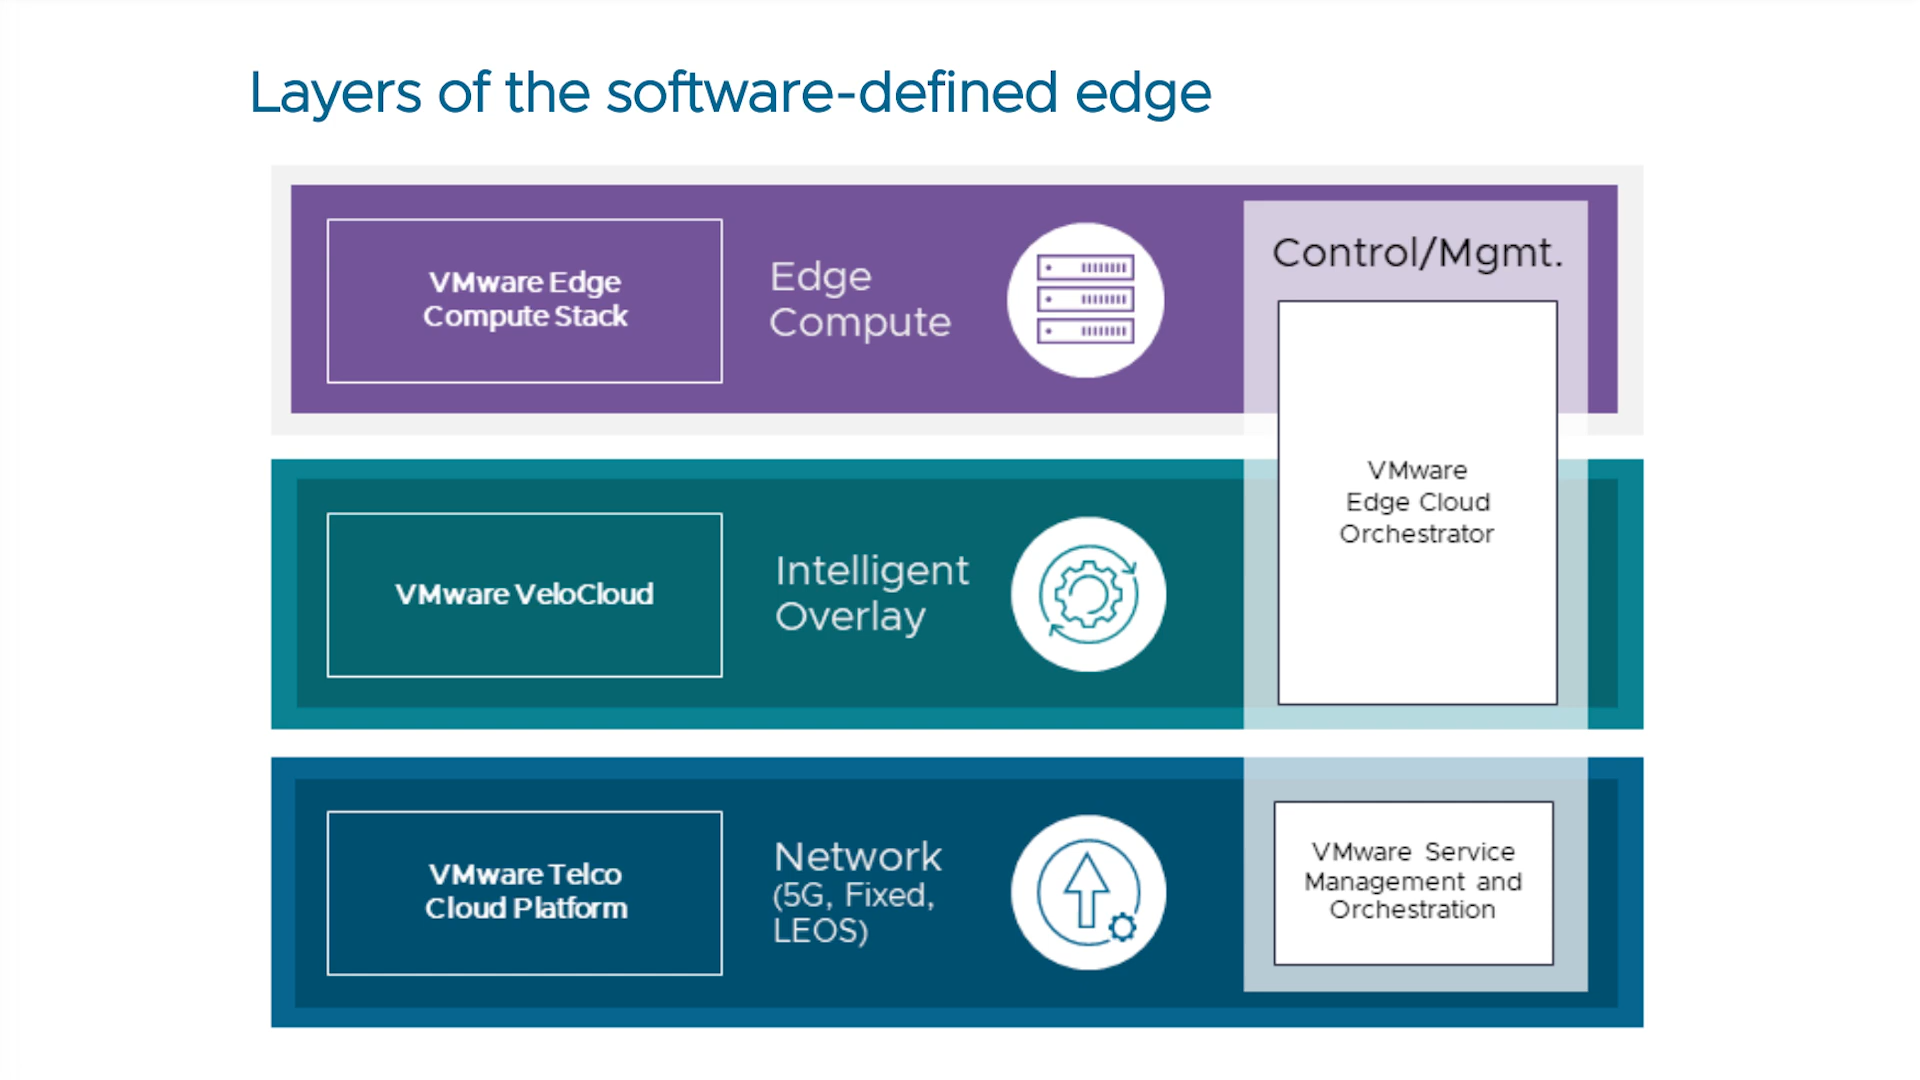 Layers of the software-defined edge
VMware Edge
Compute Stack
Edge
Compute
Control/Mgmt.
VMware
Edge Cloud
Orchestrator
VMware VeloCloud
Intelligent
Overlay
VMware Telco
Cloud Platform
Network
(5G, Fixed,
LEOS)
VMware Service
Management and
Orchestration